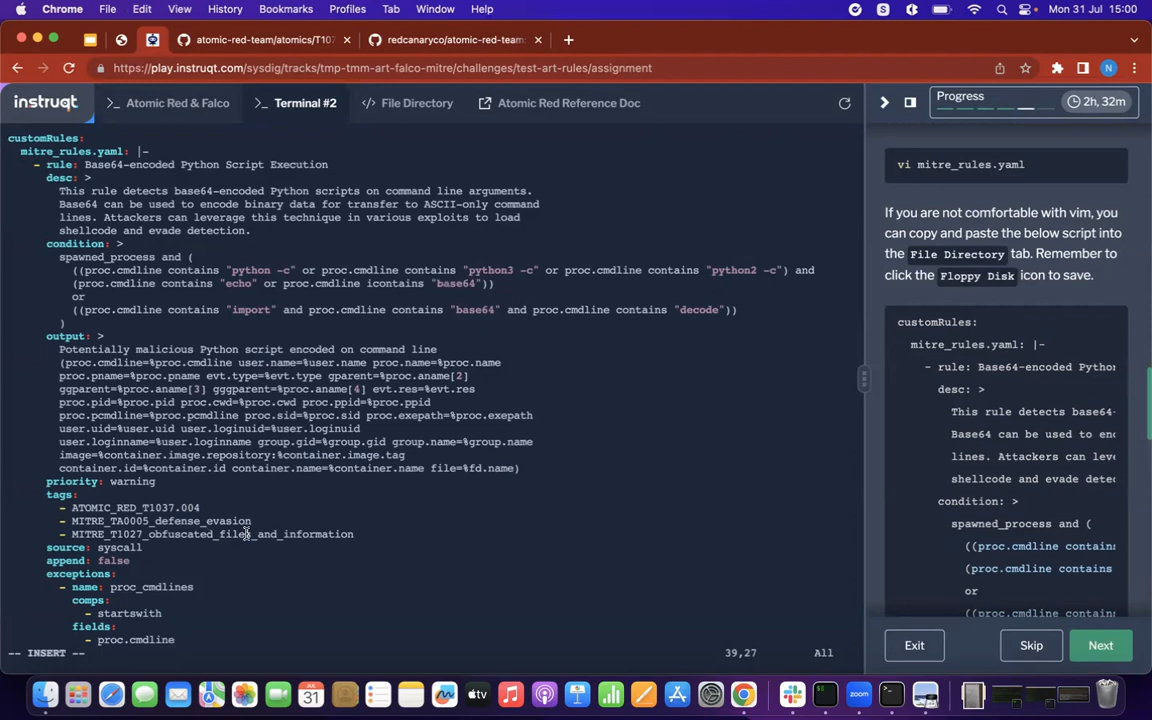 Chrome File Edit View History Bookmarks Profiles Tab Window Help Mon 31 Jul 15:00
atomic-red-team/atomics/T103 × redcanaryco/atomic-red-team × +
https://play.instruqt.com/sysdig/tracks/tmp-tmm-art-falco-mitre/challenges/test-art-rules/assignment N
instruqt >_ Atomic Red & Falco >_ Terminal #2 </> File Directory Atomic Red Reference Doc Progress 2h, 32m
customRules:
mitre_rules.yaml: |-
- rule: Base64-encoded Python Script Execution
desc: >
This rule detects base64-encoded Python scripts on command line arguments.
Base64 can be used to encode binary data for transfer to ASCII-only command
lines. Attackers can leverage this technique in various exploits to load
shellcode and evade detection.
condition: >
spawned_process and (
((proc.cmdline contains "python -c" or proc.cmdline contains "python3 -c" or proc.cmdline contains "python2 -c") and
(proc.cmdline contains "echo" or proc.cmdline icontains "base64"))
or
((proc.cmdline contains "import" and proc.cmdline contains "base64" and proc.cmdline contains "decode"))
)
output: >
Potentially malicious Python script encoded on command line
(proc.cmdline=%proc.cmdline user.name=%user.name proc.name=%proc.name
proc.pname=%proc.pname evt.type=%evt.type gparent=%proc.aname[2]
ggparent=%proc.aname[3] gggparent=%proc.aname[4] evt.res=%evt.res
proc.pid=%proc.pid proc.cwd=%proc.cwd proc.ppid=%proc.ppid
proc.pcmdline=%proc.pcmdline proc.sid=%proc.sid proc.exepath=%proc.exepath
user.uid=%user.uid user.loginuid=%user.loginuid
user.loginname=%user.loginname group.gid=%group.gid group.name=%group.name
image=%container.image.repository:%container.image.tag
container.id=%container.id container.name=%container.name file=%fd.name)
priority: warning
tags:
- ATOMIC_RED_T1037.004
- MITRE_TA0005_defense_evasion
- MITRE_T1027_obfuscated_files_and_information
source: syscall
append: false
exceptions:
- name: proc_cmdlines
comps:
- startswith
fields:
- proc.cmdline
-- INSERT -- 39,27 All
vi mitre_rules.yaml
If you are not comfortable with vim, you
can copy and paste the below script into
the File Directory tab. Remember to
click the Floppy Disk icon to save.
customRules:
mitre_rules.yaml: |-
- rule: Base64-encoded Python
desc: >
This rule detects base64-
Base64 can be used to enc
lines. Attackers can leve
shellcode and evade detec
condition: >
spawned_process and (
((proc.cmdline contains
(proc.cmdline contains
or
((proc.cmdline contains
Exit Skip Next